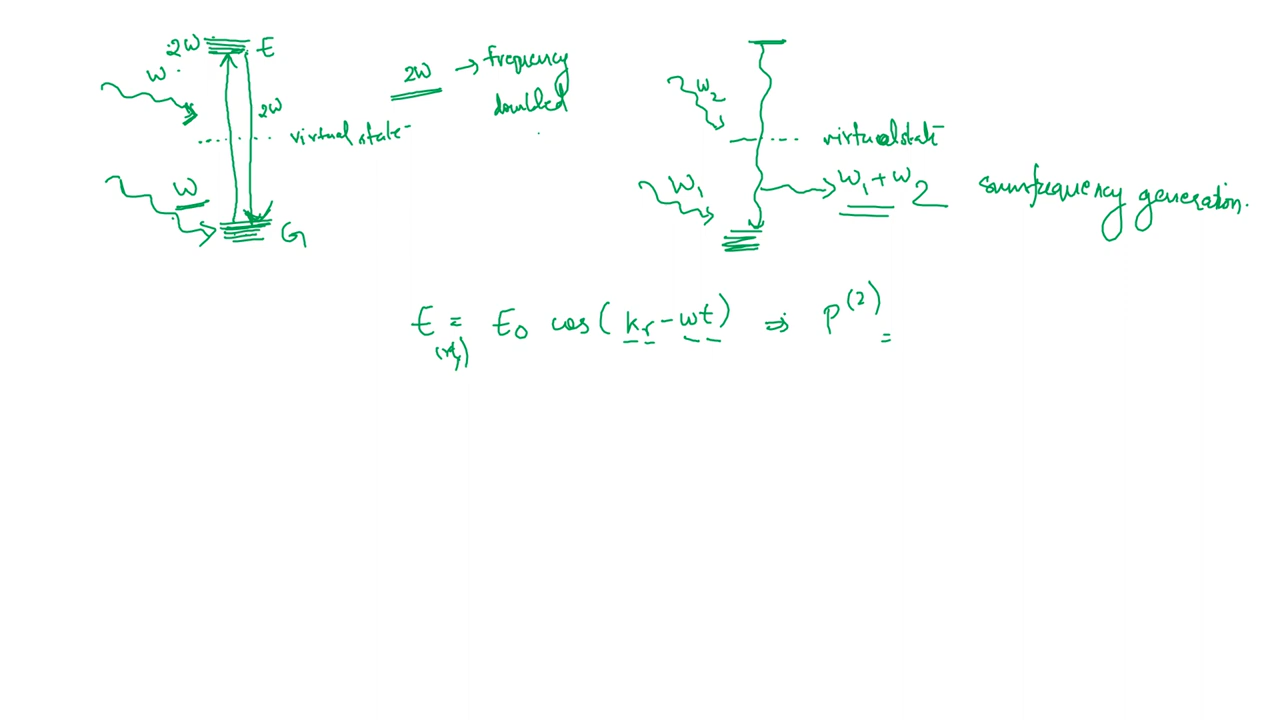 2ω E
ω
2ω
virtual state
ω
G
2ω → frequency
doubled
ω2
virtual state
ω1
ω1 + ω2 sum frequency generation.
E = E0 cos(kr - ωt) ⇒ P^(2) =
(r,t)